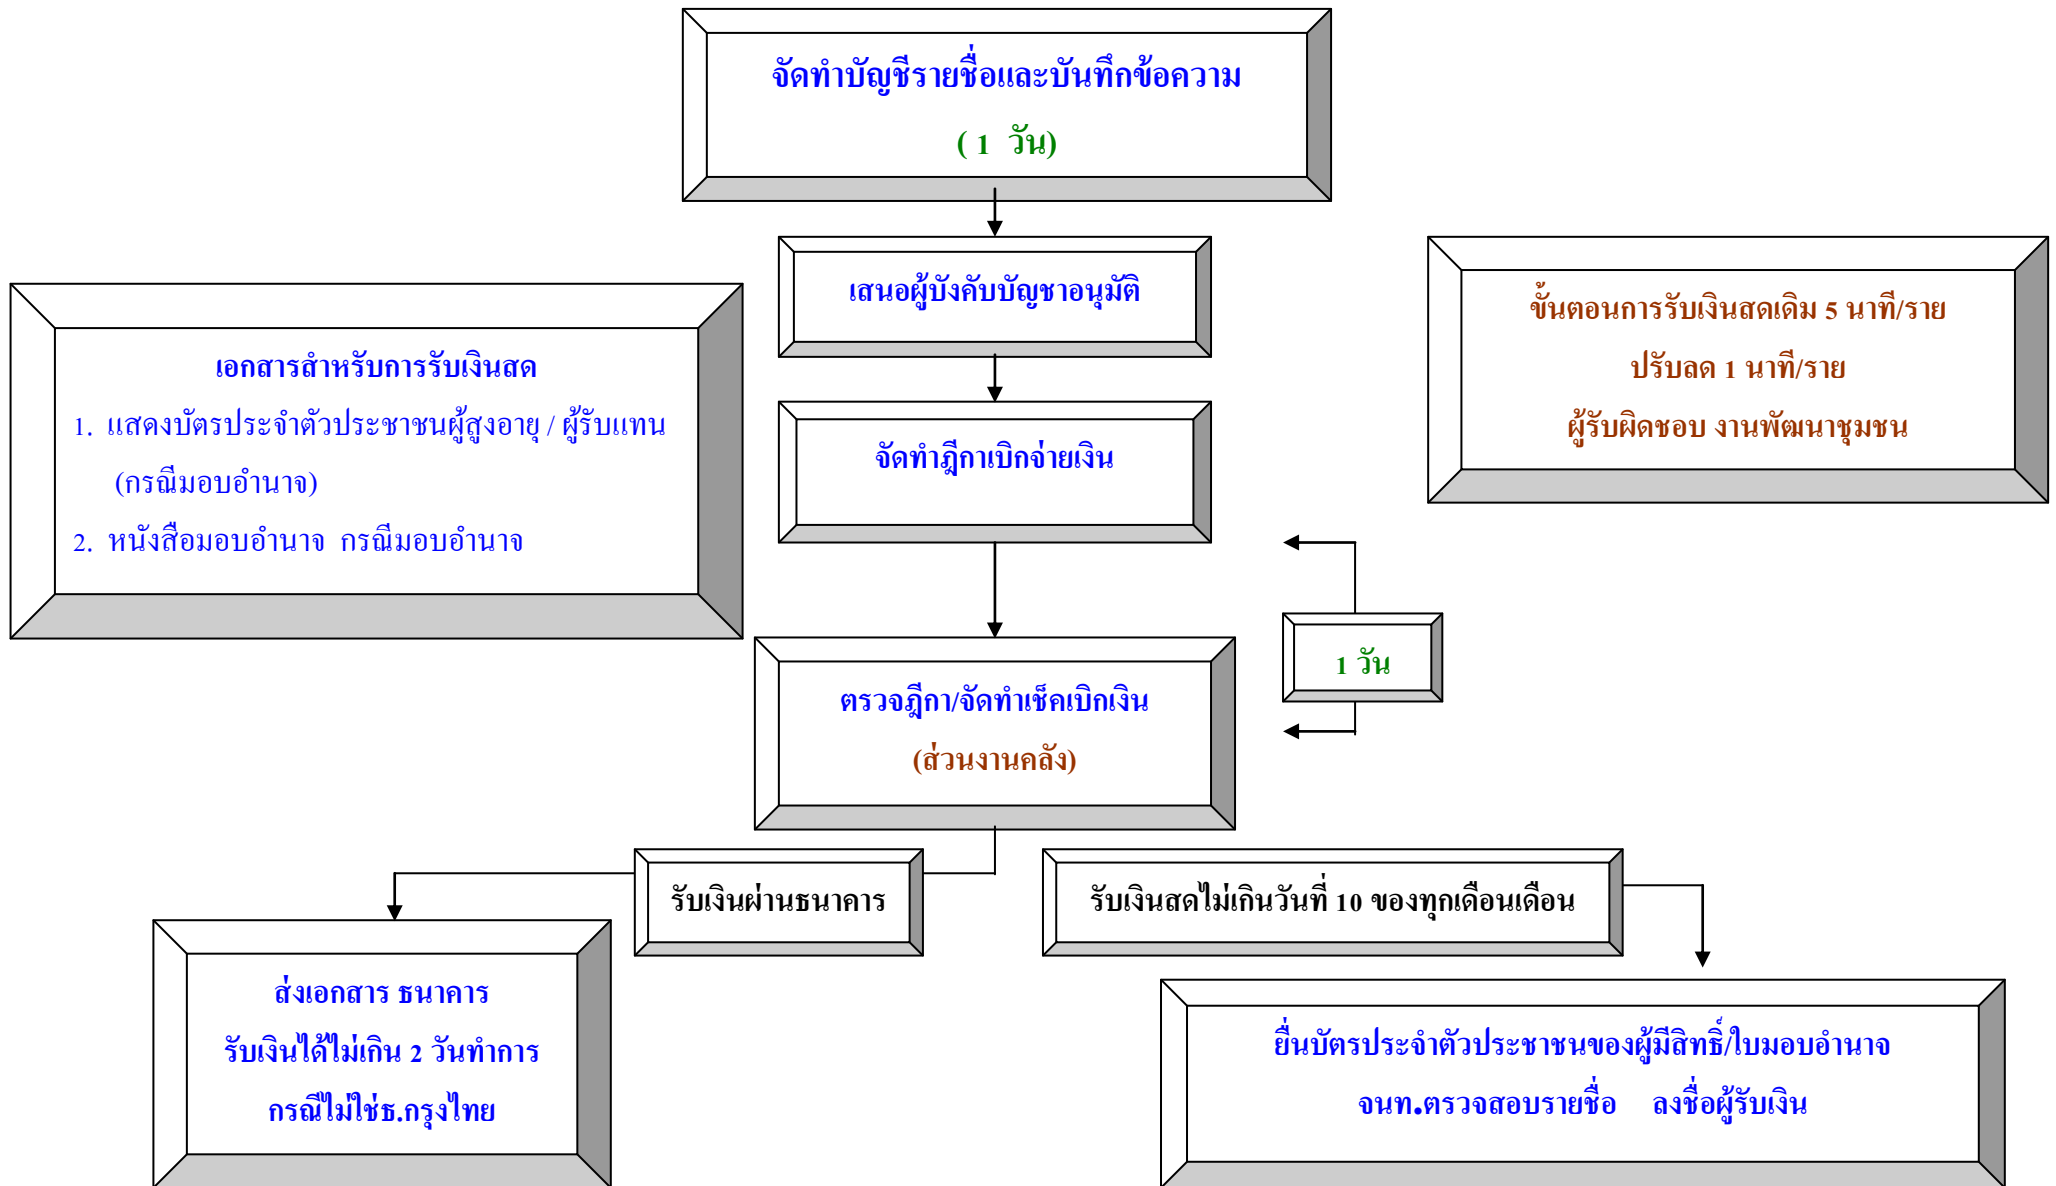 จัดทำบัญชีรายชื่อและบันทึกข้อความ
( 1 วัน)
เสนอผู้บังคับบัญชาอนุมัติ
เอกสารสำหรับการรับเงินสด
1. แสดงบัตรประจำตัวประชาชนผู้สูงอายุ / ผู้รับแทน
(กรณีมอบอำนาจ)
2. หนังสือมอบอำนาจ กรณีมอบอำนาจ
ขั้นตอนการรับเงินสดเดิม 5 นาที/ราย
ปรับลด 1 นาที/ราย
ผู้รับผิดชอบ งานพัฒนาชุมชน
จัดทำฎีกาเบิกจ่ายเงิน
1 วัน
ตรวจฎีกา/จัดทำเช็คเบิกเงิน
(ส่วนงานคลัง)
รับเงินผ่านธนาคาร
รับเงินสดไม่เกินวันที่ 10 ของทุกเดือนเดือน
ส่งเอกสาร ธนาคาร
รับเงินได้ไม่เกิน 2 วันทำการ
กรณีไม่ใช่ธ.กรุงไทย
ยื่นบัตรประจำตัวประชาชนของผู้มีสิทธิ์/ใบมอบอำนาจ
จนท.ตรวจสอบรายชื่อ ลงชื่อผู้รับเงิน